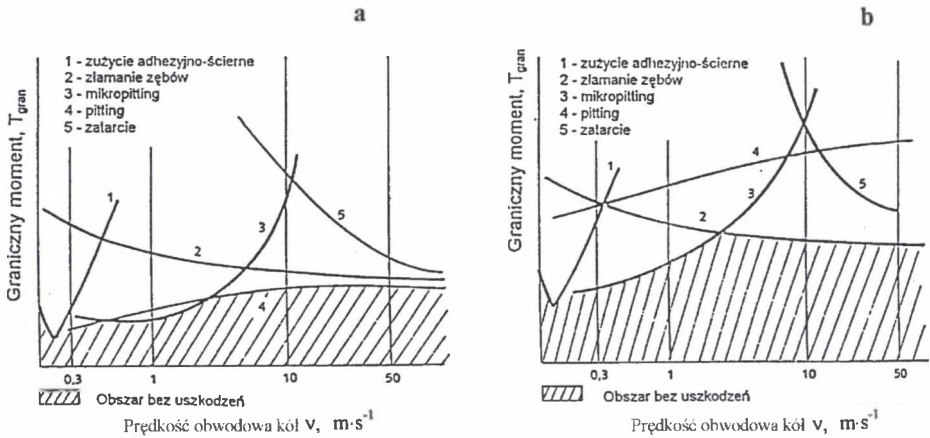 a
1 - zużycie adhezyjno-ścierne
2 - złamanie zębów
3 - mikropitting
4 - pitting
5 - zatarcie
Graniczny moment, Tgran
1
2
3
4
5
0,3
1
10
50
Obszar bez uszkodzeń
Prędkość obwodowa kół v, m·s-1
b
1 - zużycie adhezyjno-ścierne
2 - złamanie zębów
3 - mikropitting
4 - pitting
5 - zatarcie
Graniczny moment, Tgran
1
4
3
5
2
0,3
1
10
50
Obszar bez uszkodzeń
Prędkość obwodowa kół v, m·s-1